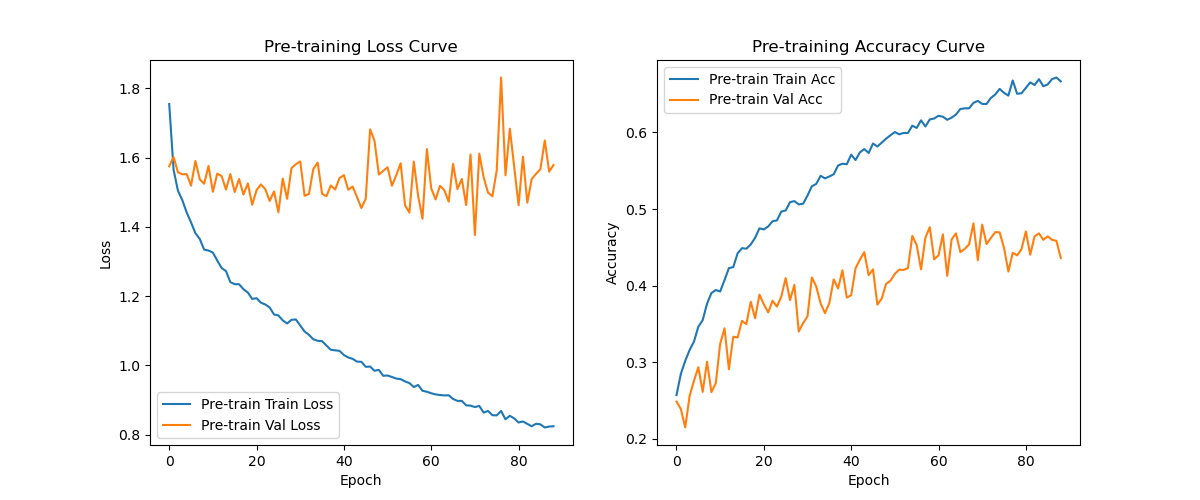 Pre-training Loss Curve
Loss
1.8
1.6
1.4
1.2
1.0
0.8
0
20
40
60
80
Epoch
Pre-train Train Loss
Pre-train Val Loss
Pre-training Accuracy Curve
Accuracy
0.6
0.5
0.4
0.3
0.2
0
20
40
60
80
Epoch
Pre-train Train Acc
Pre-train Val Acc